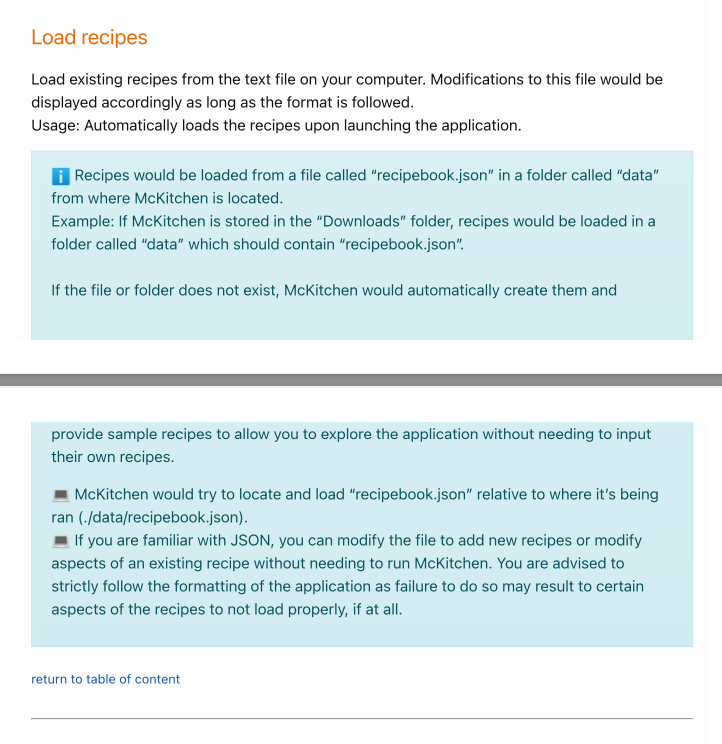 Load recipes
Load existing recipes from the text file on your computer. Modifications to this file would be
displayed accordingly as long as the format is followed.
Usage: Automatically loads the recipes upon launching the application.
ℹ️ Recipes would be loaded from a file called “recipebook.json” in a folder called “data”
from where McKitchen is located.
Example: If McKitchen is stored in the “Downloads” folder, recipes would be loaded in a
folder called “data” which should contain “recipebook.json”.
If the file or folder does not exist, McKitchen would automatically create them and
provide sample recipes to allow you to explore the application without needing to input
their own recipes.
💻 McKitchen would try to locate and load “recipebook.json” relative to where it’s being
ran (./data/recipebook.json).
💻 If you are familiar with JSON, you can modify the file to add new recipes or modify
aspects of an existing recipe without needing to run McKitchen. You are advised to
strictly follow the formatting of the application as failure to do so may result to certain
aspects of the recipes to not load properly, if at all.
return to table of content